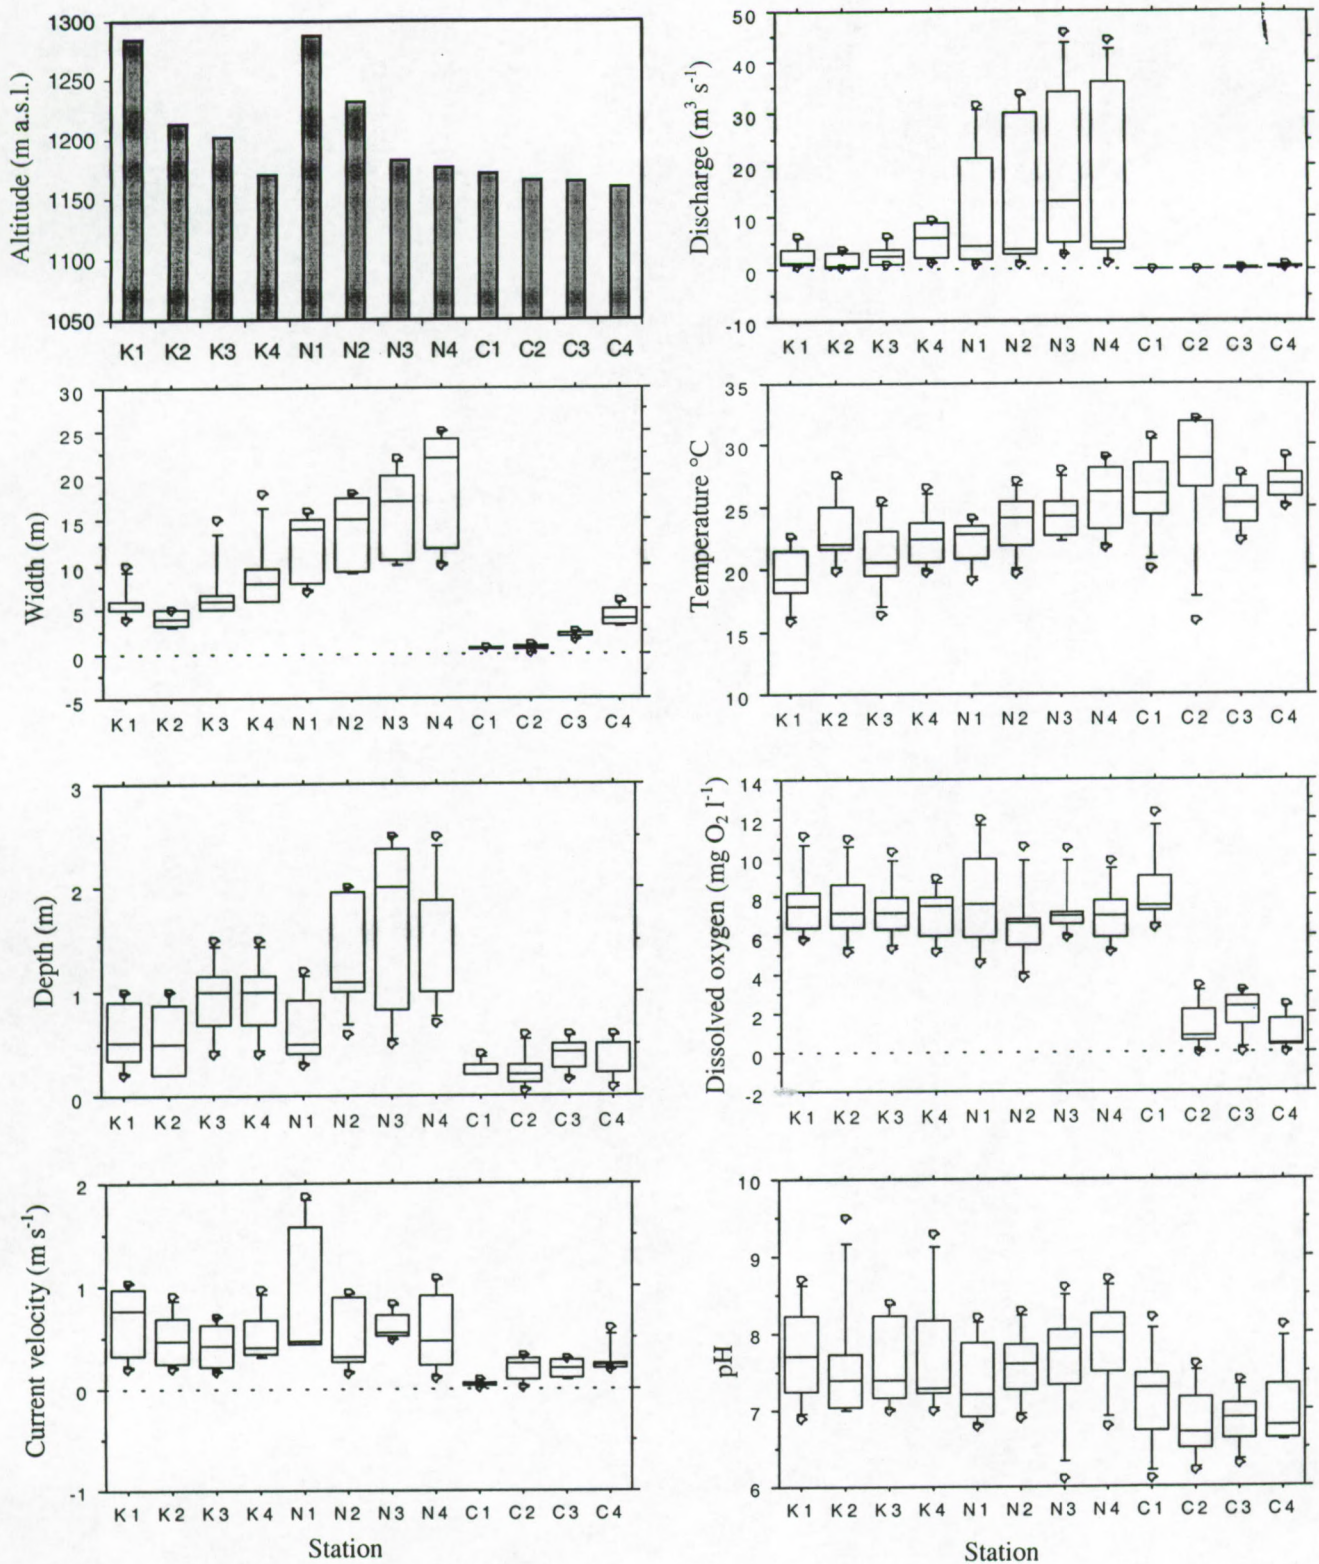 Altitude (m a.s.l.)
1300
1250
1200
1150
1100
1050
K1 K2 K3 K4 N1 N2 N3 N4 C1 C2 C3 C4
Discharge (m³ s⁻¹)
50
40
30
20
10
0
-10
K1 K2 K3 K4 N1 N2 N3 N4 C1 C2 C3 C4
Width (m)
30
25
20
15
10
5
0
-5
K1 K2 K3 K4 N1 N2 N3 N4 C1 C2 C3 C4
Temperature °C
35
30
25
20
15
10
K1 K2 K3 K4 N1 N2 N3 N4 C1 C2 C3 C4
Depth (m)
3
2
1
0
K1 K2 K3 K4 N1 N2 N3 N4 C1 C2 C3 C4
Dissolved oxygen (mg O₂ l⁻¹)
14
12
10
8
6
4
2
0
-2
K1 K2 K3 K4 N1 N2 N3 N4 C1 C2 C3 C4
Current velocity (m s⁻¹)
2
1
0
-1
K1 K2 K3 K4 N1 N2 N3 N4 C1 C2 C3 C4
Station
pH
10
9
8
7
6
K1 K2 K3 K4 N1 N2 N3 N4 C1 C2 C3 C4
Station